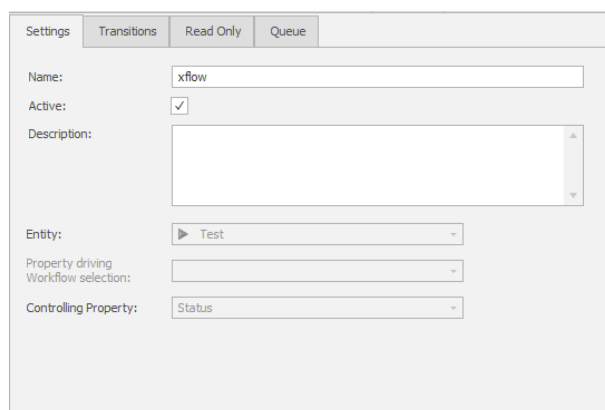 Settings Transitions Read Only Queue
Name: xflow
Active:
Description:
Entity: Test
Property driving
Workflow selection:
Controlling Property: Status